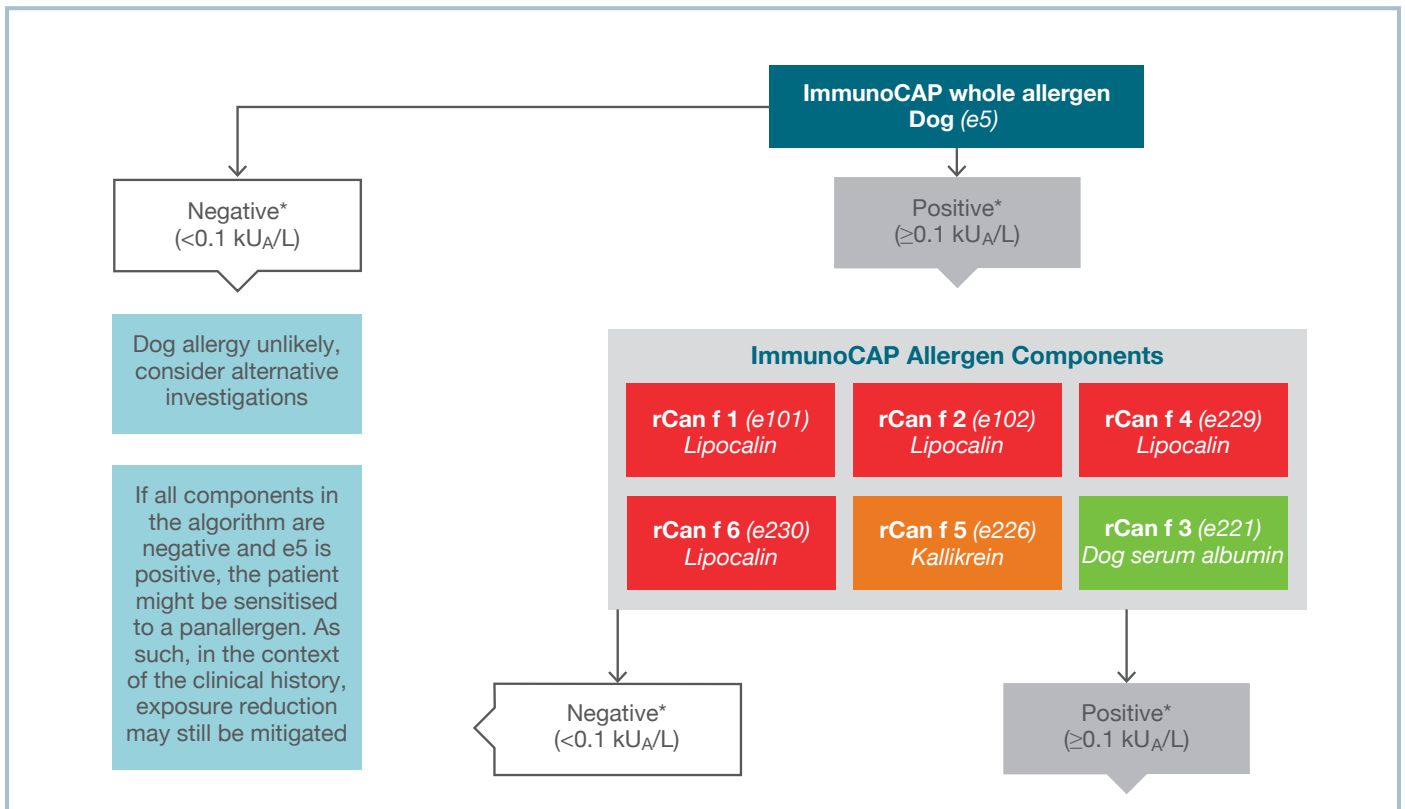 ImmunoCAP whole allergen
Dog (e5)
Negative*
(<0.1 kUA/L)
Positive*
(≥0.1 kUA/L)
Dog allergy unlikely,
consider alternative
investigations
ImmunoCAP Allergen Components
rCan f 1 (e101)
Lipocalin
rCan f 2 (e102)
Lipocalin
rCan f 4 (e229)
Lipocalin
rCan f 6 (e230)
Lipocalin
rCan f 5 (e226)
Kallikrein
rCan f 3 (e221)
Dog serum albumin
If all components in
the algorithm are
negative and e5 is
positive, the patient
might be sensitised
to a panallergen. As
such, in the context
of the clinical history,
exposure reduction
may still be mitigated
Negative*
(<0.1 kUA/L)
Positive*
(≥0.1 kUA/L)